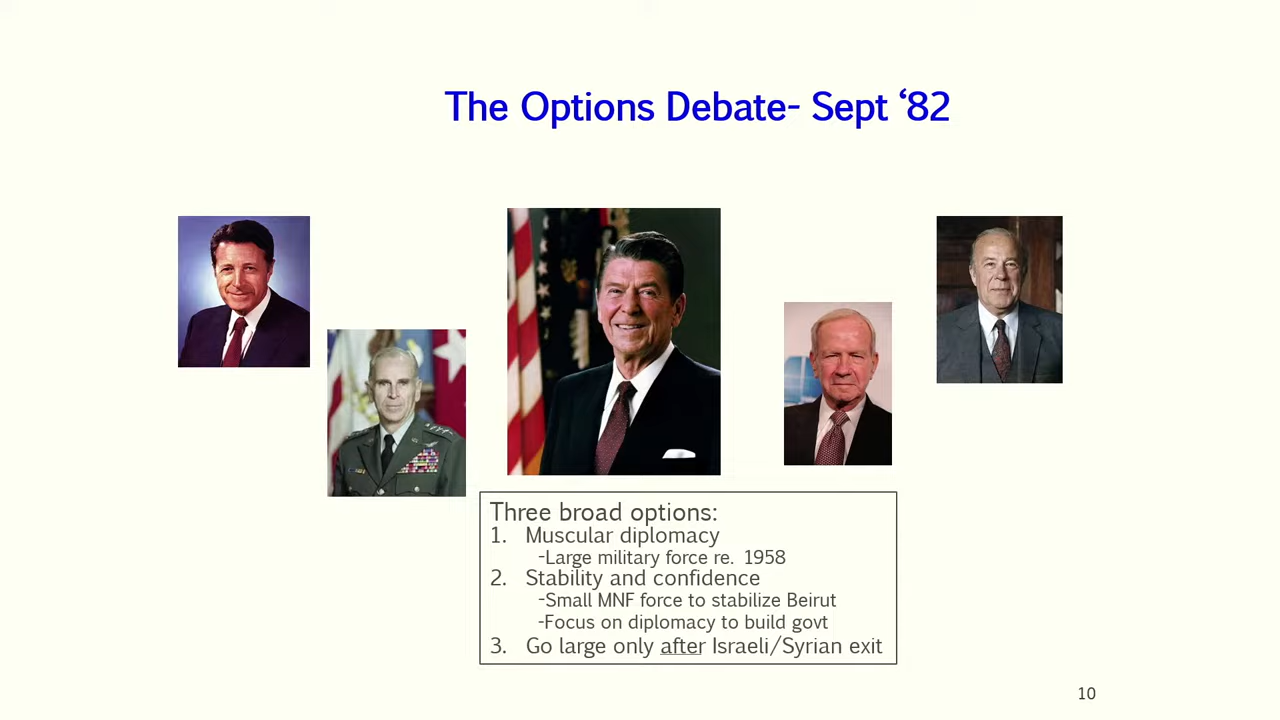 The Options Debate- Sept ‘82
Three broad options:
1. Muscular diplomacy
-Large military force re. 1958
2. Stability and confidence
-Small MNF force to stabilize Beirut
-Focus on diplomacy to build govt
3. Go large only after Israeli/Syrian exit
10